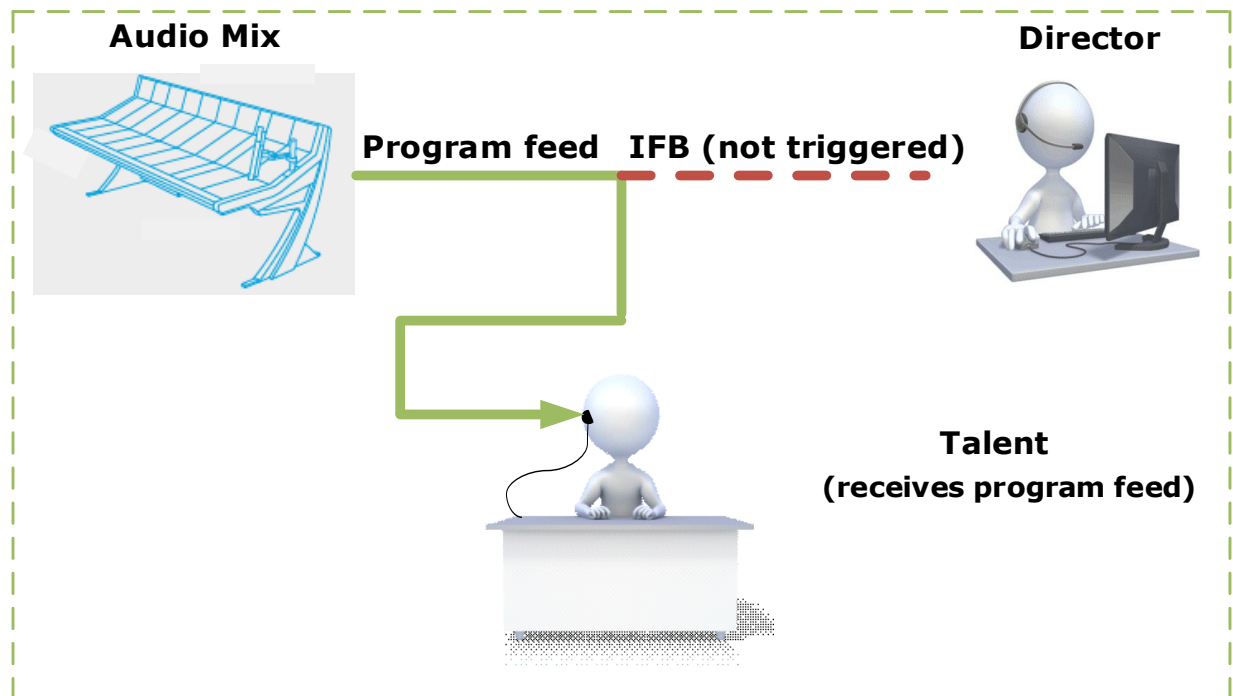 Audio Mix
Director
Program feed
IFB (not triggered)
Talent
(receives program feed)